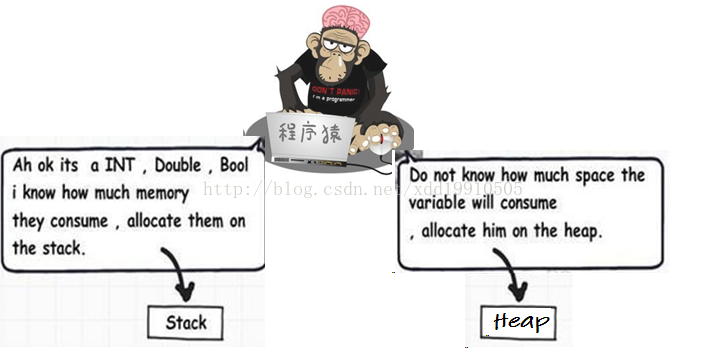 DON'T PANIC
I'm a programmer
程序猿
Ah ok its a INT , Double , Bool
i know how much memory
they consume , allocate them on
the stack.
Do not know how much space the
variable will consume
, allocate him on the heap.
http://blog.csdn.net/xdd19910505
Stack
Heap